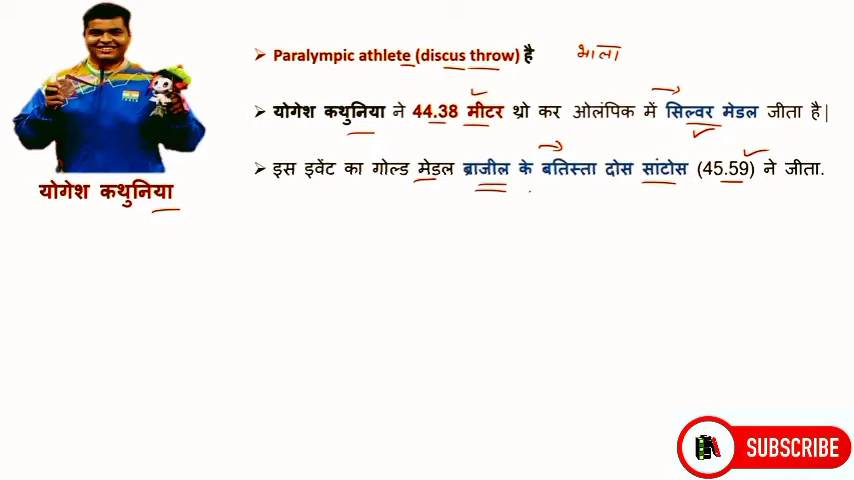 ➢ Paralympic athlete (discus throw) है भाला
➢ योगेश कथुनिया ने 44.38 मीटर थ्रो कर ओलंपिक में सिल्वर मेडल जीता है|
➢ इस इवेंट का गोल्ड मेडल ब्राजील के बतिस्ता दोस सांटोस (45.59) ने जीता.
योगेश कथुनिया
SUBSCRIBE